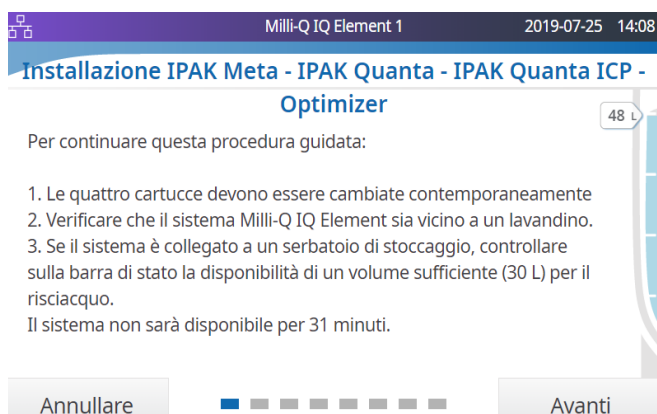 Milli-Q IQ Element 1 2019-07-25 14:08
Installazione IPAK Meta - IPAK Quanta - IPAK Quanta ICP -
Optimizer
48 L
Per continuare questa procedura guidata:
1. Le quattro cartucce devono essere cambiate contemporaneamente
2. Verificare che il sistema Milli-Q IQ Element sia vicino a un lavandino.
3. Se il sistema è collegato a un serbatoio di stoccaggio, controllare
sulla barra di stato la disponibilità di un volume sufficiente (30 L) per il
risciacquo.
Il sistema non sarà disponibile per 31 minuti.
Annullare Avanti